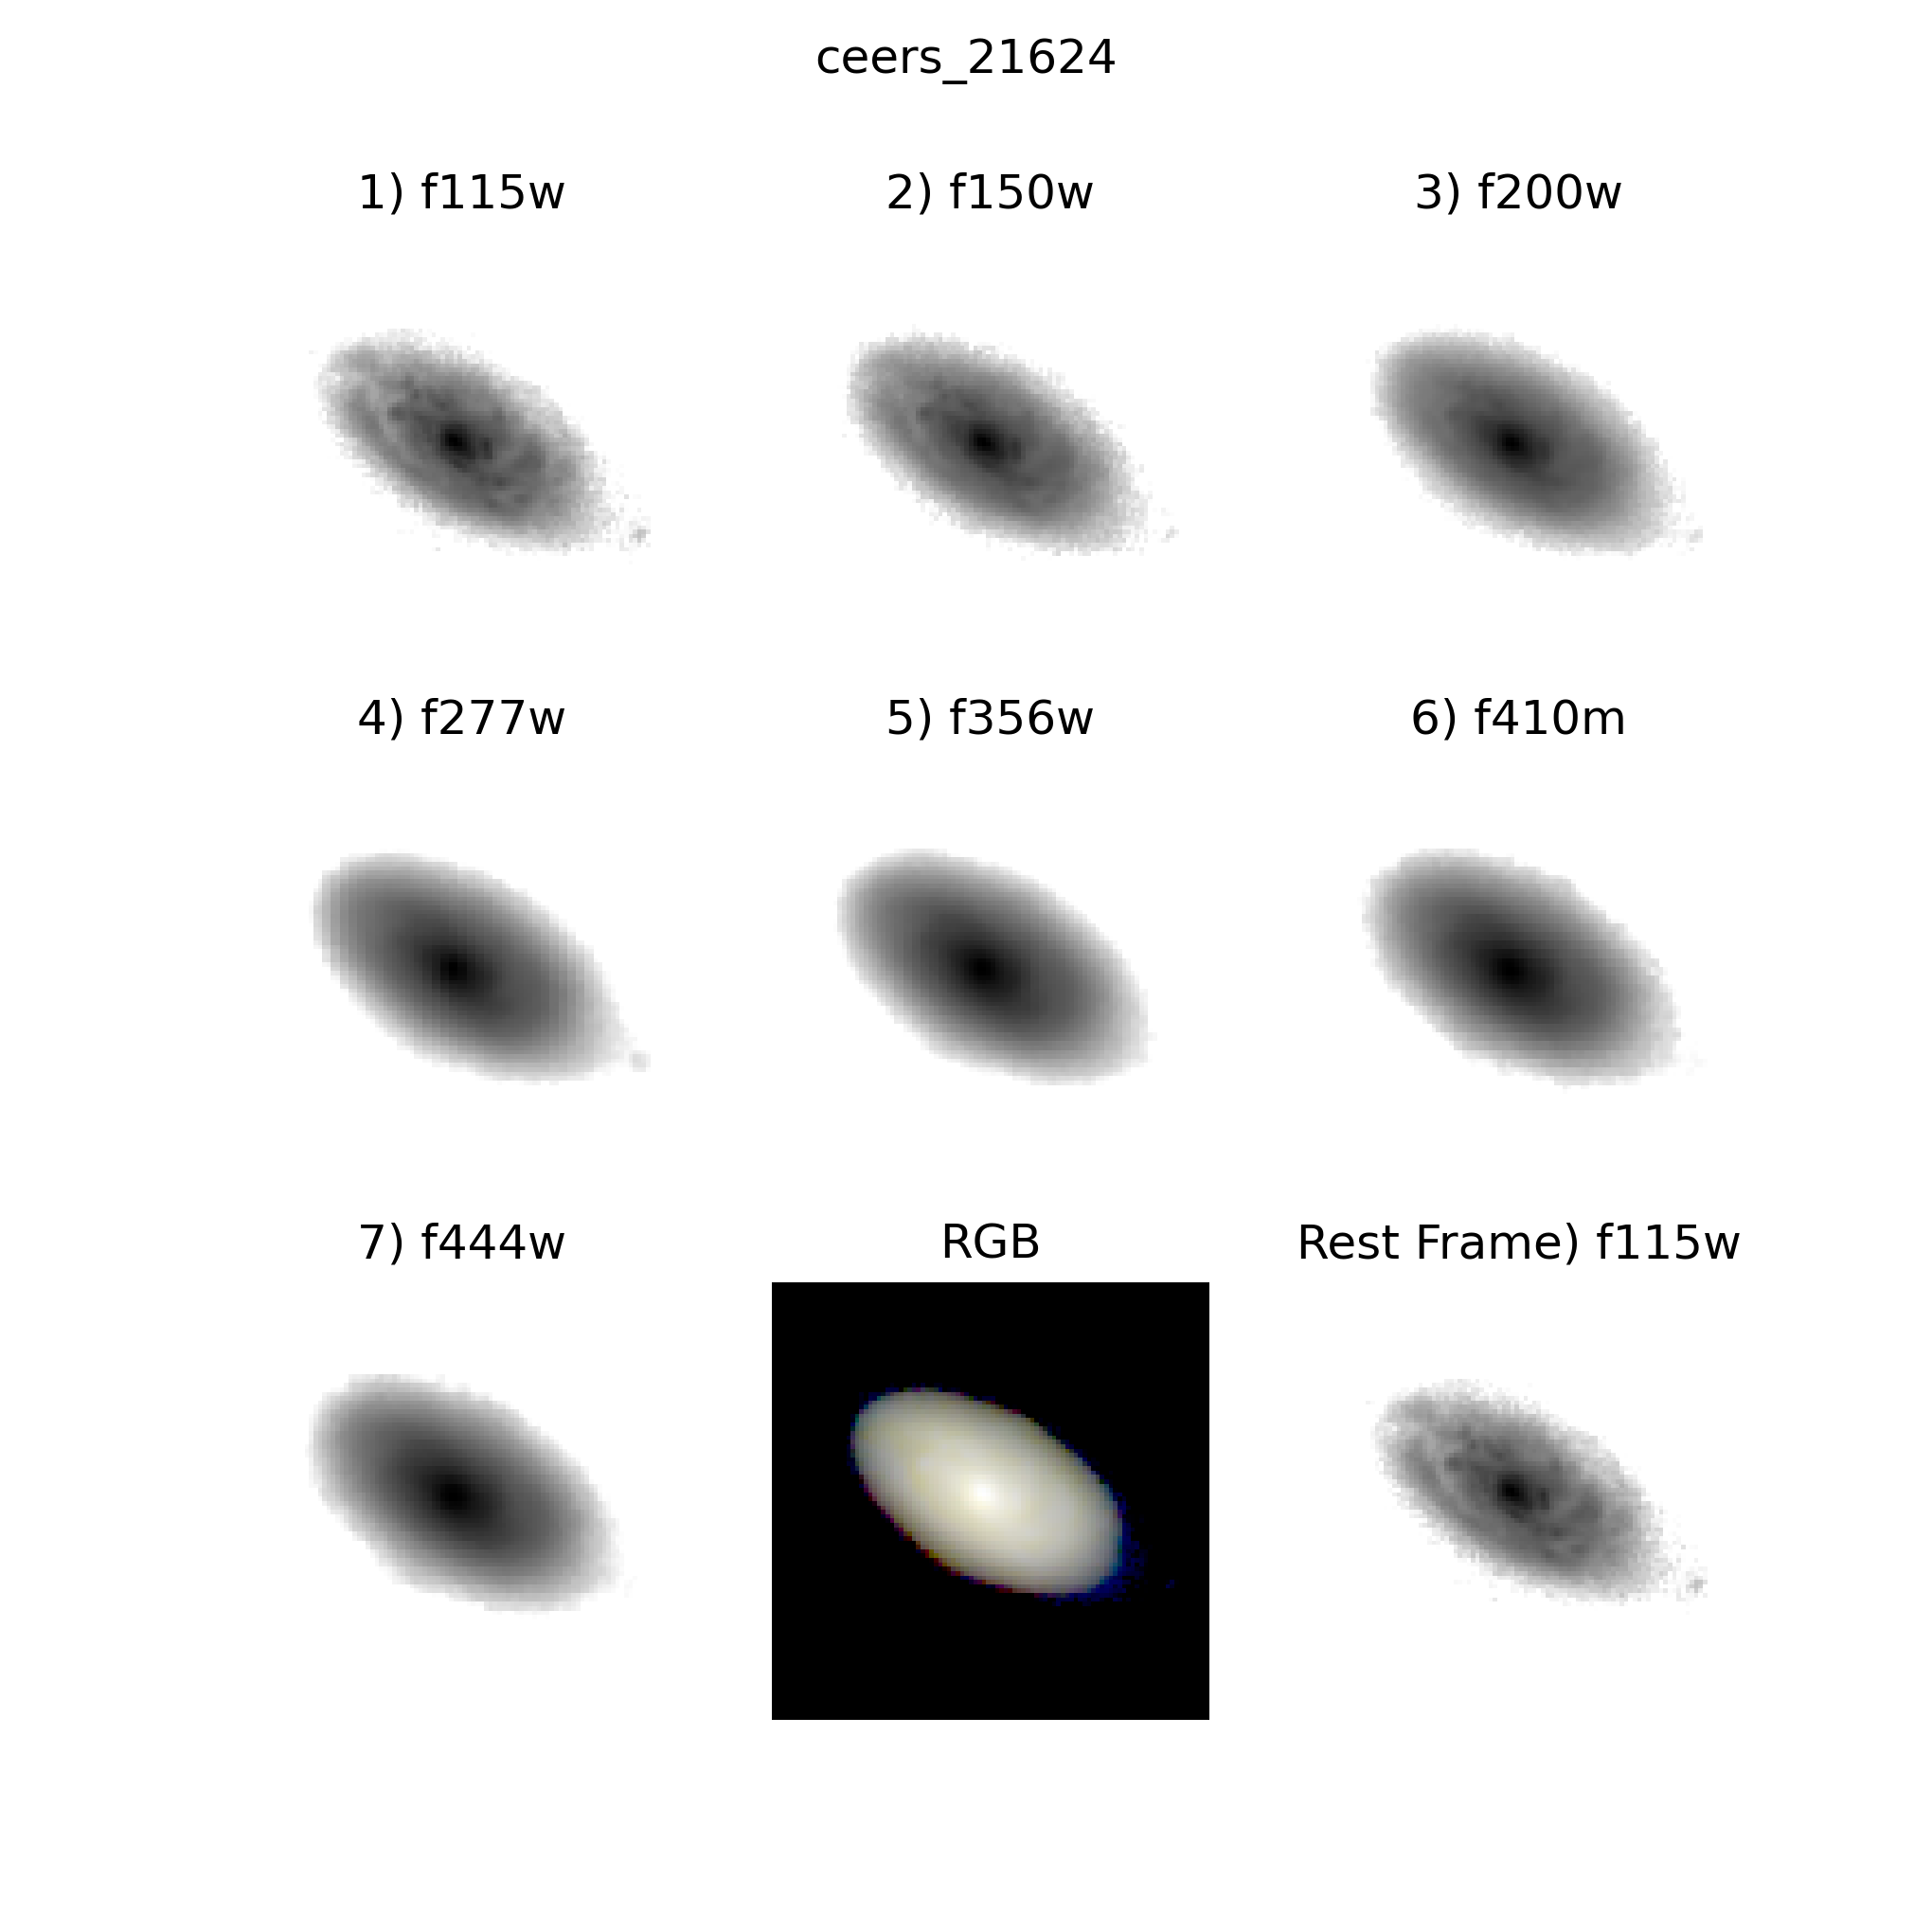 ceers_21624
1) f115w
2) f150w
3) f200w
4) f277w
5) f356w
6) f410m
7) f444w
RGB
Rest Frame) f115w